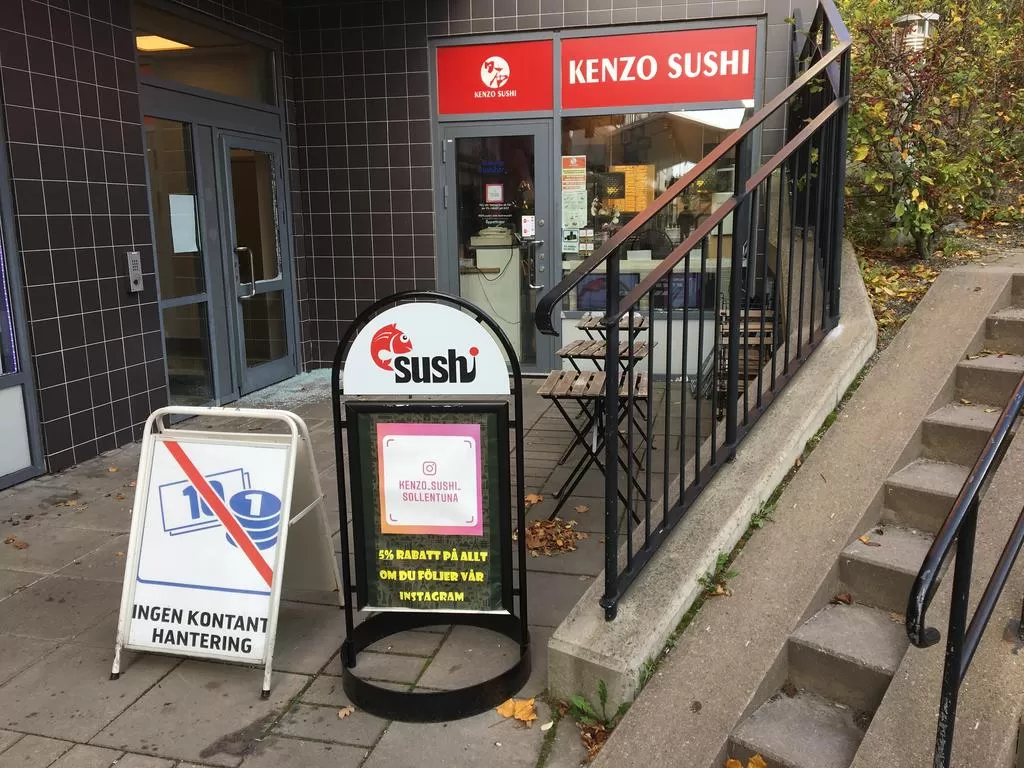 KENZO SUSHI
KENZO SUSHI
sushi
KENZO_SUSHI_
SOLLENTUNA
5% RABATT PÅ ALLT
OM DU FÖLJER VÅR
INSTAGRAM
10
1
INGEN KONTANT
HANTERING